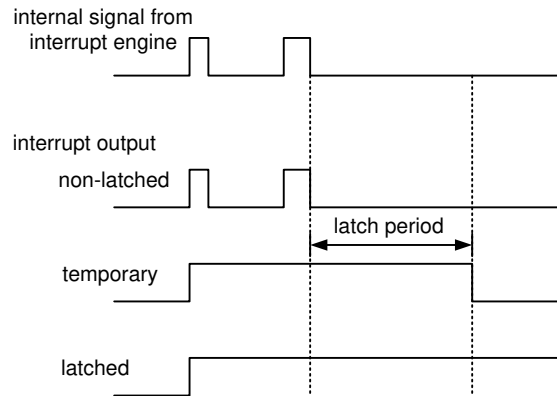 internal signal from
interrupt engine
interrupt output
non-latched
latch period
temporary
latched